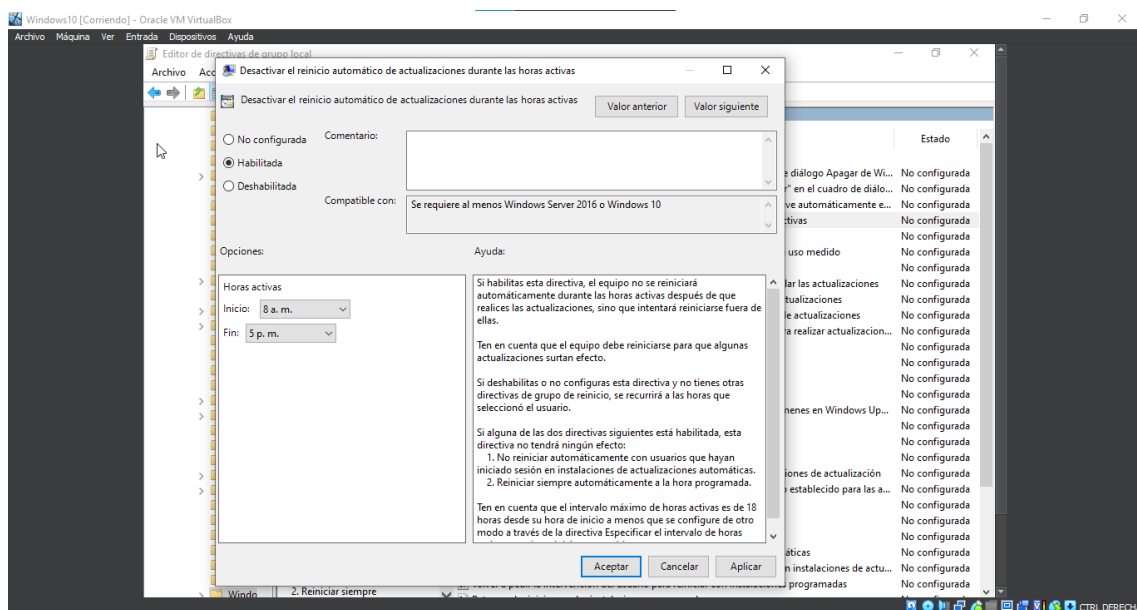 Windows10 [Corriendo] - Oracle VM VirtualBox
Archivo Máquina Ver Entrada Dispositivos Ayuda
Editor de directivas de grupo local
Archivo Acc
Desactivar el reinicio automático de actualizaciones durante las horas activas
Desactivar el reinicio automático de actualizaciones durante las horas activas
Valor anterior
Valor siguiente
No configurada
Habilitada
Deshabilitada
Comentario:
Compatible con:
Se requiere al menos Windows Server 2016 o Windows 10
Opciones:
Ayuda:
Horas activas
Inicio: 8 a. m.
Fin: 5 p. m.
Si habilitas esta directiva, el equipo no se reiniciará
automáticamente durante las horas activas después de que
realices las actualizaciones, sino que intentará reiniciarse fuera de
ellas.
Ten en cuenta que el equipo debe reiniciarse para que algunas
actualizaciones surtan efecto.
Si deshabilitas o no configuras esta directiva y no tienes otras
directivas de grupo de reinicio, se recurrirá a las horas que
seleccionó el usuario.
Si alguna de las dos directivas siguientes está habilitada, esta
directiva no tendrá ningún efecto:
1. No reiniciar automáticamente con usuarios que hayan
iniciado sesión en instalaciones de actualizaciones automáticas.
2. Reiniciar siempre automáticamente a la hora programada.
Ten en cuenta que el intervalo máximo de horas activas es de 18
horas desde su hora de inicio a menos que se configure de otro
modo a través de la directiva Especificar el intervalo de horas
Aceptar
Cancelar
Aplicar
Estado
e diálogo Apagar de Wi... No configurada
r" en el cuadro de diálo... No configurada
ve automáticamente e... No configurada
ctivas No configurada
No configurada
uso medido No configurada
No configurada
lar las actualizaciones No configurada
tualizaciones No configurada
e actualizaciones No configurada
ra realizar actualizacion... No configurada
No configurada
No configurada
No configurada
No configurada
nenes en Windows Up... No configurada
No configurada
No configurada
No configurada
iones de actualización No configurada
o establecido para las a... No configurada
No configurada
No configurada
No configurada
áticas No configurada
n instalaciones de actu... No configurada
programadas No configurada
Windo
2. Reiniciar siempre
CTRL DERECHO